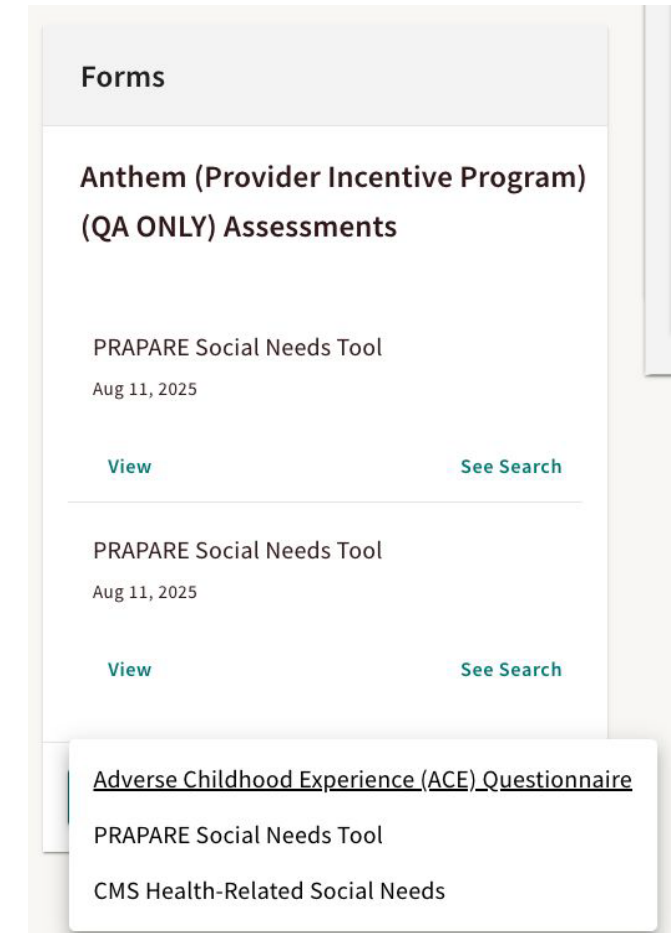 Forms
Anthem (Provider Incentive Program)
(QA ONLY) Assessments
PRAPARE Social Needs Tool
Aug 11, 2025
View See Search
PRAPARE Social Needs Tool
Aug 11, 2025
View See Search
Adverse Childhood Experience (ACE) Questionnaire
PRAPARE Social Needs Tool
CMS Health-Related Social Needs